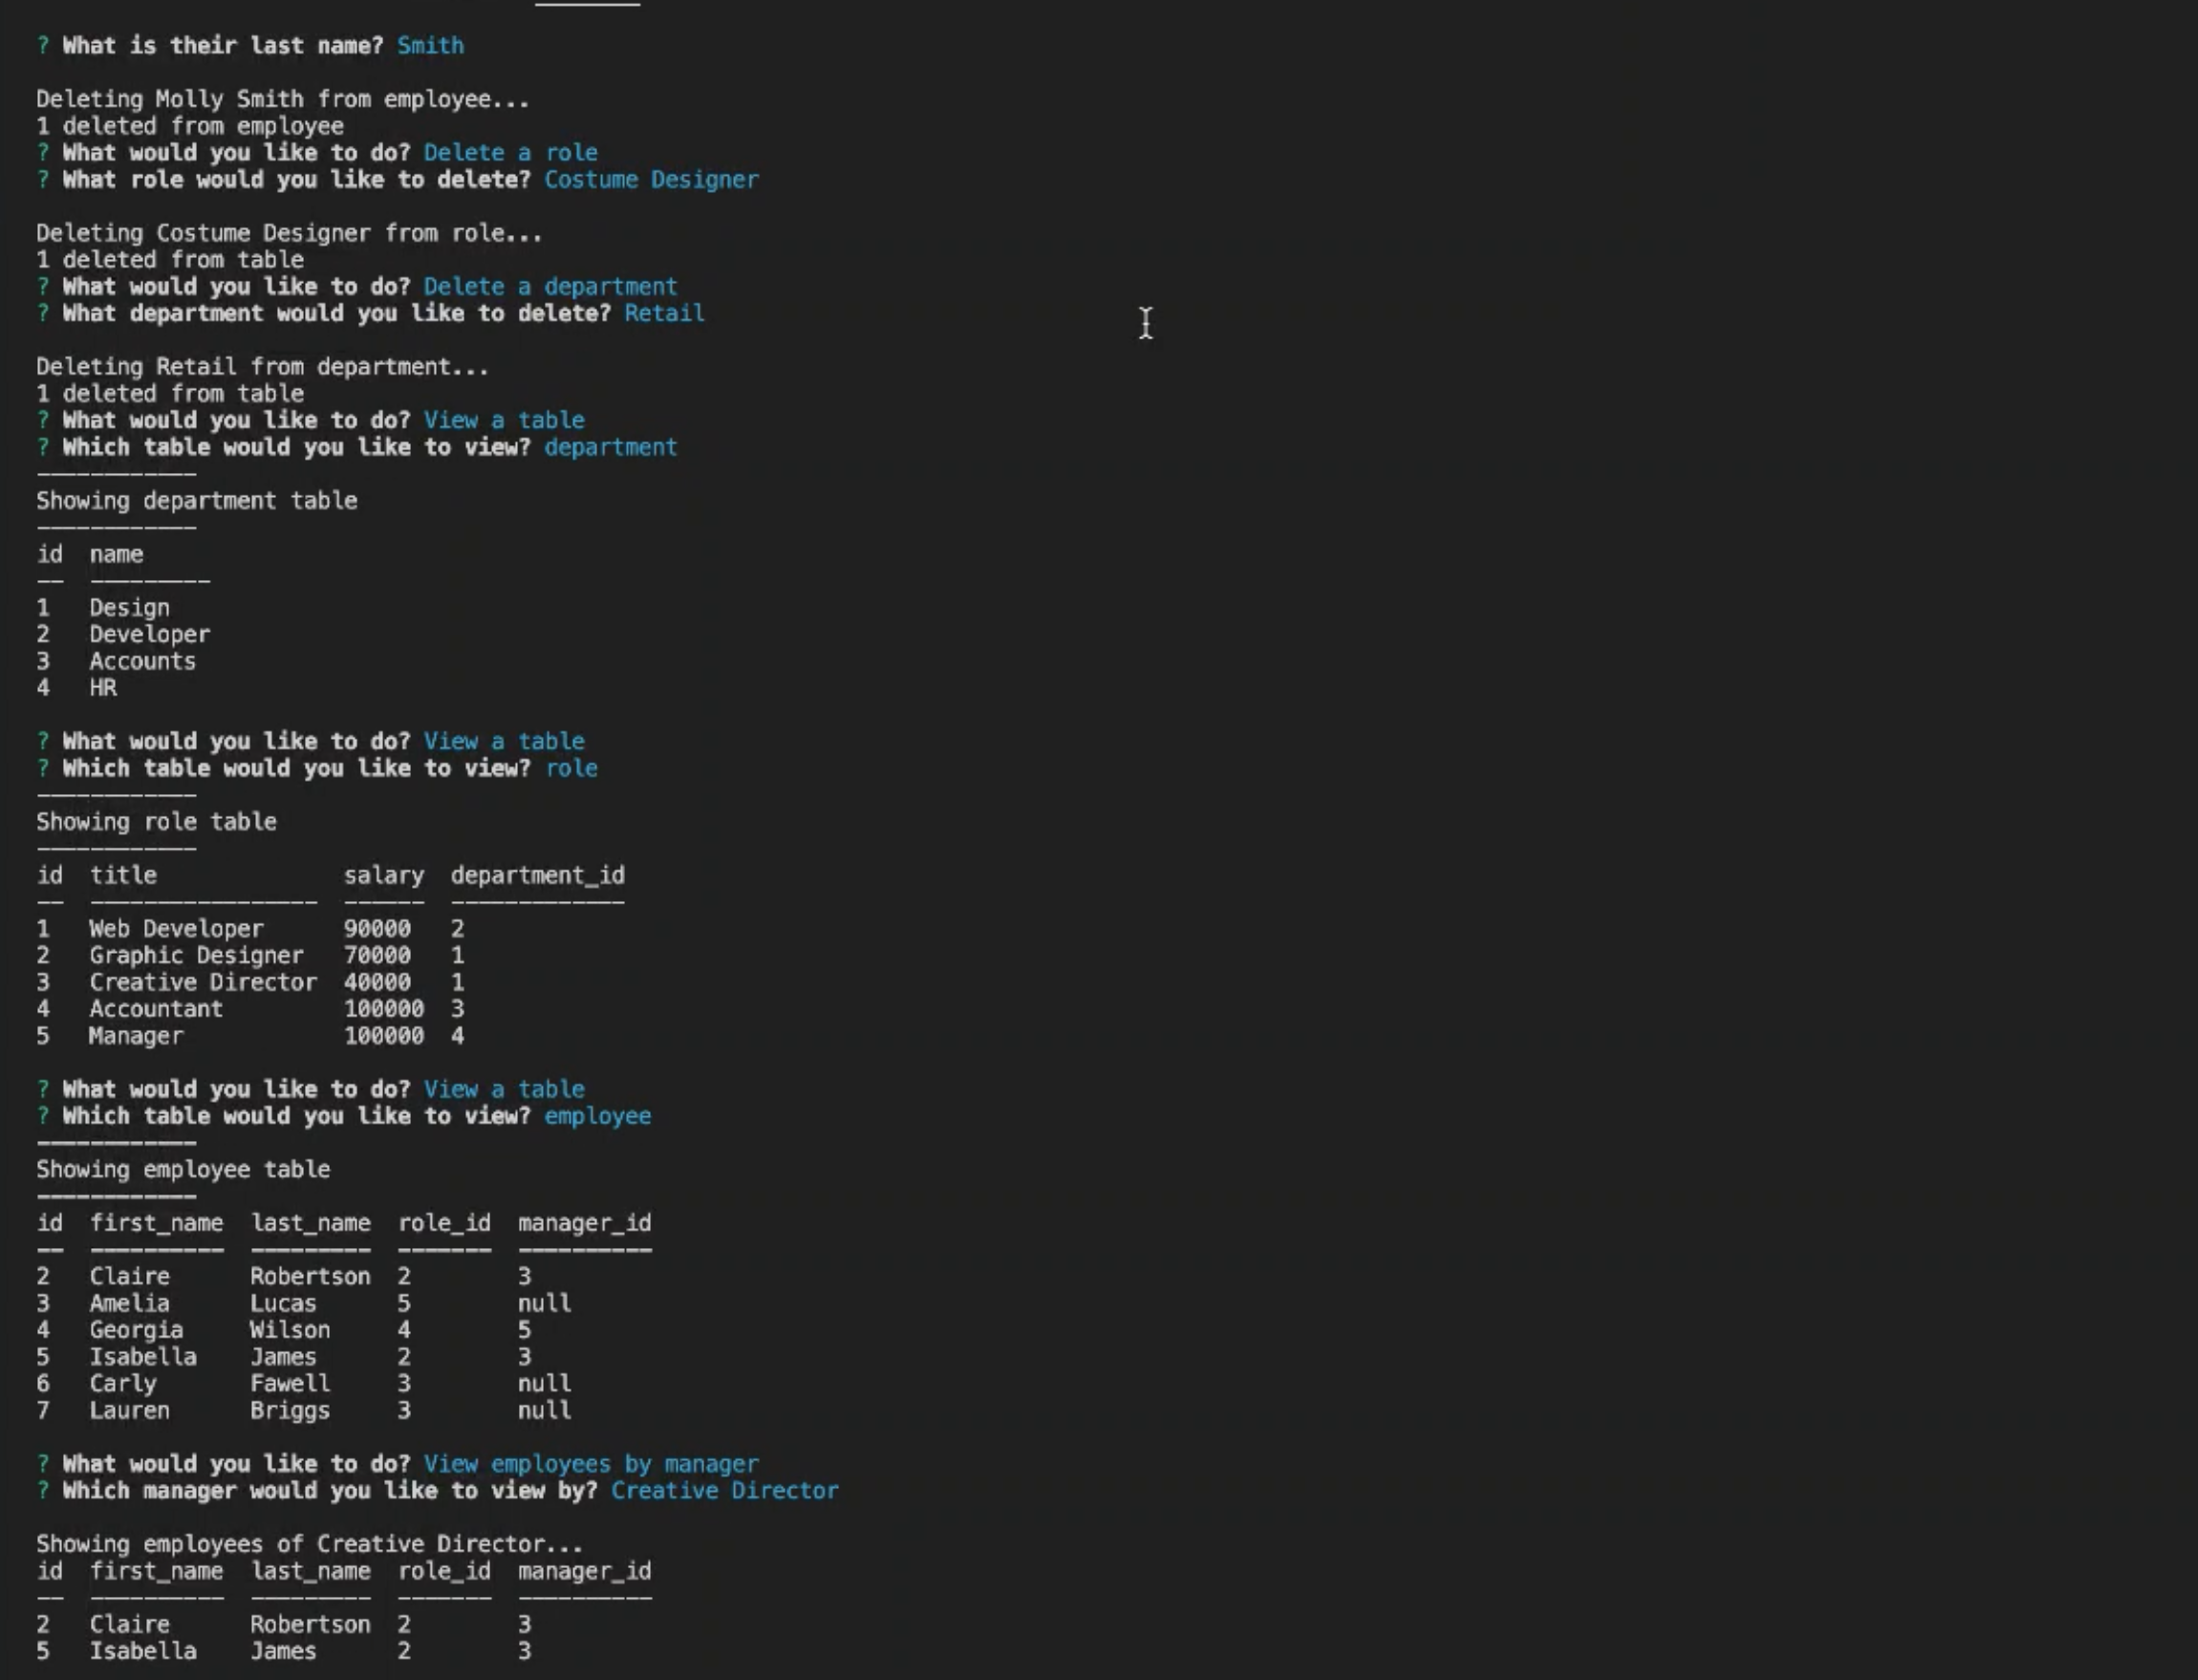 ? What is their last name? Smith
Deleting Molly Smith from employee...
1 deleted from employee
? What would you like to do? Delete a role
? What role would you like to delete? Costume Designer
Deleting Costume Designer from role...
1 deleted from table
? What would you like to do? Delete a department
? What department would you like to delete? Retail
Deleting Retail from department...
1 deleted from table
? What would you like to do? View a table
? Which table would you like to view? department
------------
Showing department table
------------
id  name
--  ---------
1   Design
2   Developer
3   Accounts
4   HR
? What would you like to do? View a table
? Which table would you like to view? role
------------
Showing role table
------------
id  title              salary  department_id
--  -----------------  ------  -------------
1   Web Developer      90000   2
2   Graphic Designer   70000   1
3   Creative Director  40000   1
4   Accountant         100000  3
5   Manager            100000  4
? What would you like to do? View a table
? Which table would you like to view? employee
------------
Showing employee table
------------
id  first_name  last_name  role_id  manager_id
--  ----------  ---------  -------  ----------
2   Claire      Robertson  2        3
3   Amelia      Lucas      5        null
4   Georgia     Wilson     4        5
5   Isabella    James      2        3
6   Carly       Fawell     3        null
7   Lauren      Briggs     3        null
? What would you like to do? View employees by manager
? Which manager would you like to view by? Creative Director
Showing employees of Creative Director...
id  first_name  last_name  role_id  manager_id
--  ----------  ---------  -------  ----------
2   Claire      Robertson  2        3
5   Isabella    James      2        3